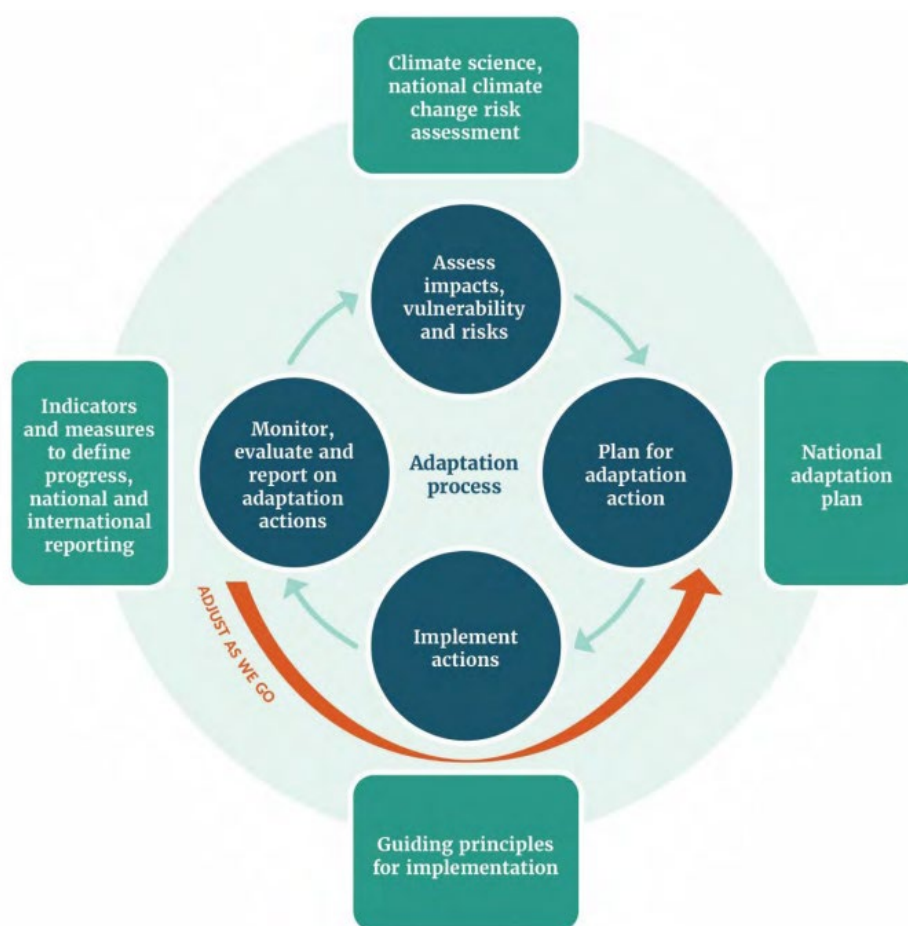 Climate science,
national climate
change risk
assessment
Assess
impacts,
vulnerability
and risks
Indicators
and measures
to define
progress,
national and
international
reporting
Monitor,
evaluate and
report on
adaptation
actions
Adaptation
process
Plan for
adaptation
action
National
adaptation
plan
ADJUST AS WE GO
Implement
actions
Guiding principles
for implementation